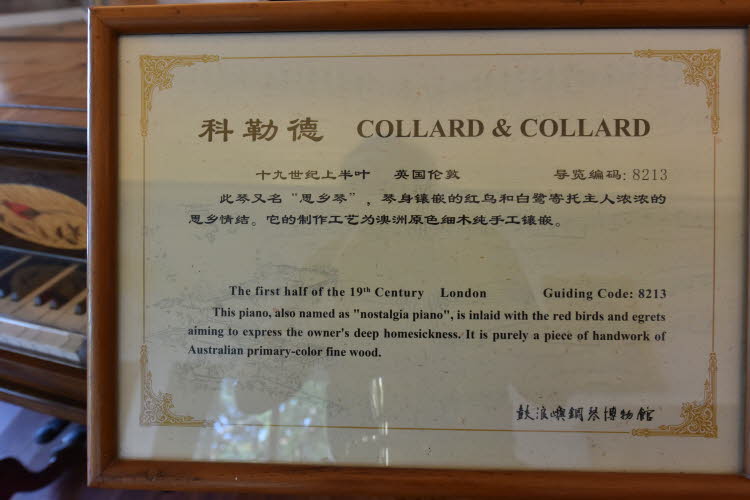 科勒德 COLLARD & COLLARD
十九世纪上半叶 英国伦敦 导览编码: 8213
此琴又名“思乡琴”,琴身镶嵌的红鸟和白鹭寄托主人浓浓的
思乡情结。它的制作工艺为澳洲原色细木纯手工镶嵌。
The first half of the 19th Century London Guiding Code: 8213
This piano, also named as "nostalgia piano", is inlaid with the red birds and egrets
aiming to express the owner's deep homesickness. It is purely a piece of handwork of
Australian primary-color fine wood.
鼓浪嶼鋼琴博物館